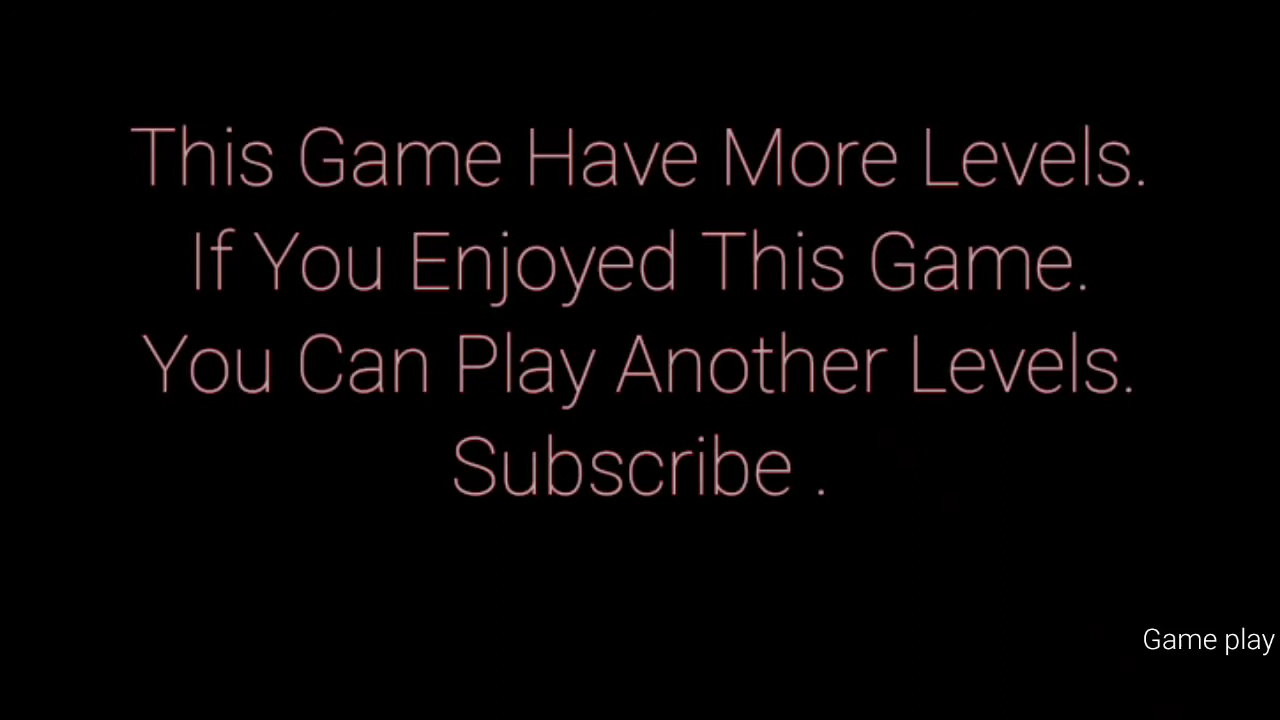 This Game Have More Levels.
If You Enjoyed This Game.
You Can Play Another Levels.
Subscribe .
Game play